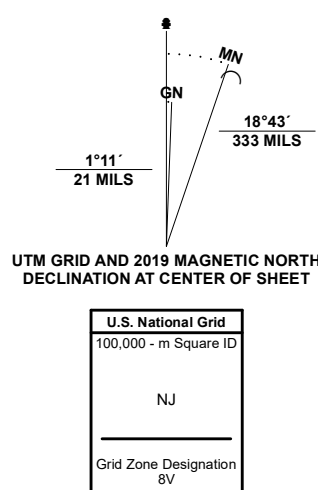 MN
GN
18°43´
333 MILS
1°11´
21 MILS
UTM GRID AND 2019 MAGNETIC NORTH
DECLINATION AT CENTER OF SHEET
U.S. National Grid
100,000 - m Square ID
NJ
Grid Zone Designation
8V